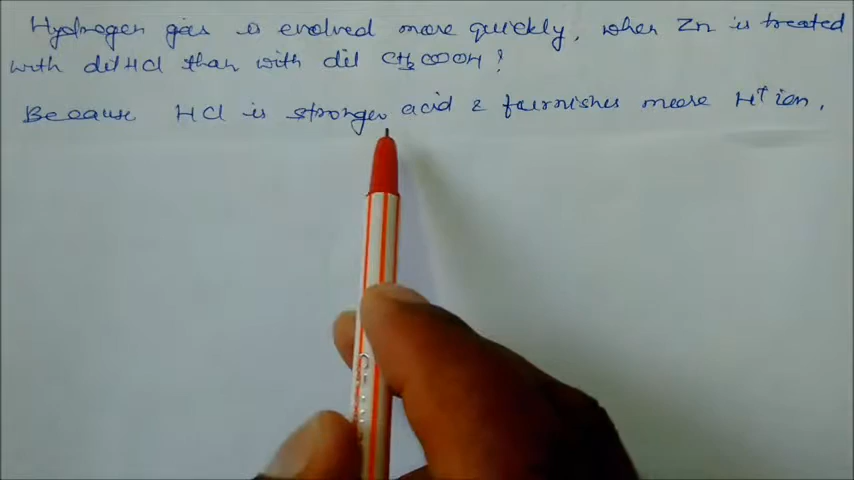 Hydrogen gas is evolved more quickly, when Zn is treated
with dil HCl than with dil CH3COOH?
Because HCl is stronger acid & furnishes more H+ ion.